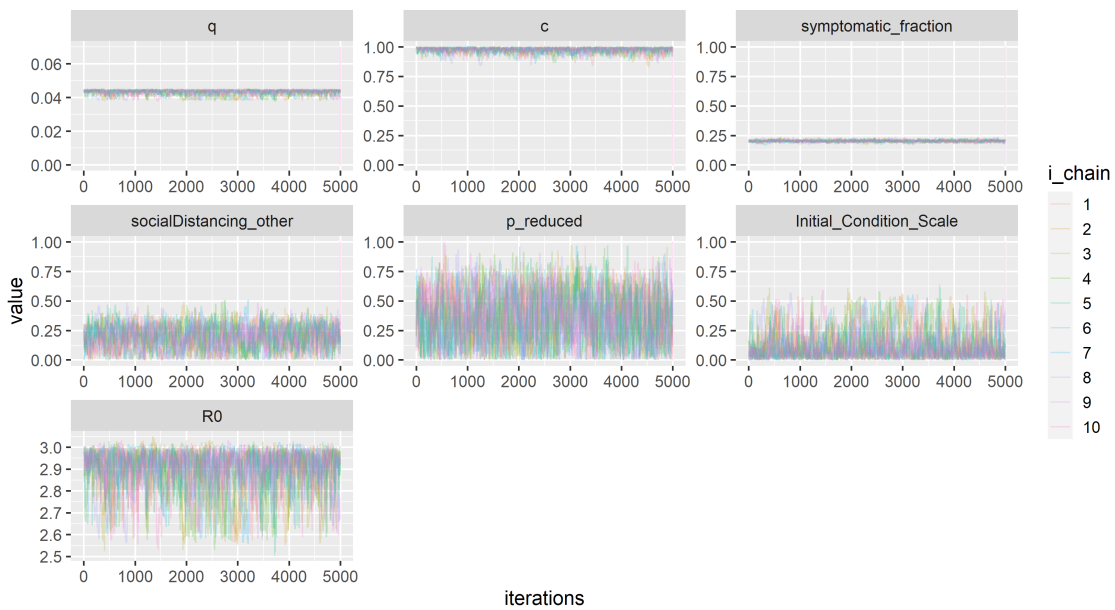 q c symptomatic_fraction
0.06 0.04 0.02 0.00
1.00 0.75 0.50 0.25 0.00
1.00 0.75 0.50 0.25 0.00
0 1000 2000 3000 4000 5000
0 1000 2000 3000 4000 5000
0 1000 2000 3000 4000 5000
socialDistancing_other p_reduced Initial_Condition_Scale
1.00 0.75 0.50 0.25 0.00
1.00 0.75 0.50 0.25 0.00
1.00 0.75 0.50 0.25 0.00
0 1000 2000 3000 4000 5000
0 1000 2000 3000 4000 5000
0 1000 2000 3000 4000 5000
R0
3.0
2.9
2.8
2.7
2.6
2.5
0 1000 2000 3000 4000 5000
value
iterations
i_chain
1
2
3
4
5
6
7
8
9
10